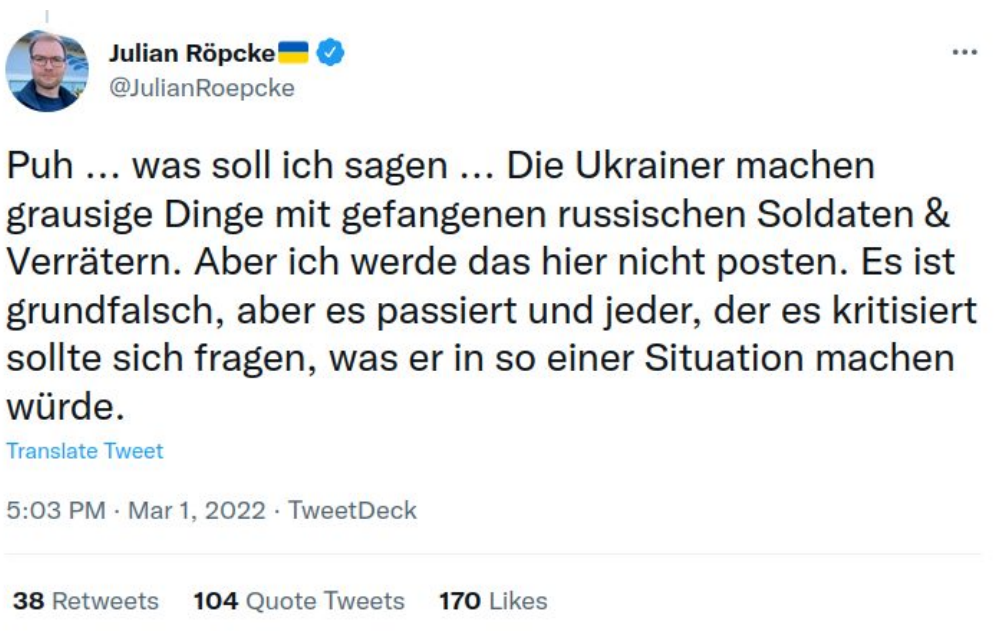 Julian Röpcke🇺🇦
@JulianRoepcke
Puh ... was soll ich sagen ... Die Ukrainer machen
grausige Dinge mit gefangenen russischen Soldaten &
Verrätern. Aber ich werde das hier nicht posten. Es ist
grundfalsch, aber es passiert und jeder, der es kritisiert
sollte sich fragen, was er in so einer Situation machen
würde.
Translate Tweet
5:03 PM · Mar 1, 2022 · TweetDeck
38 Retweets 104 Quote Tweets 170 Likes